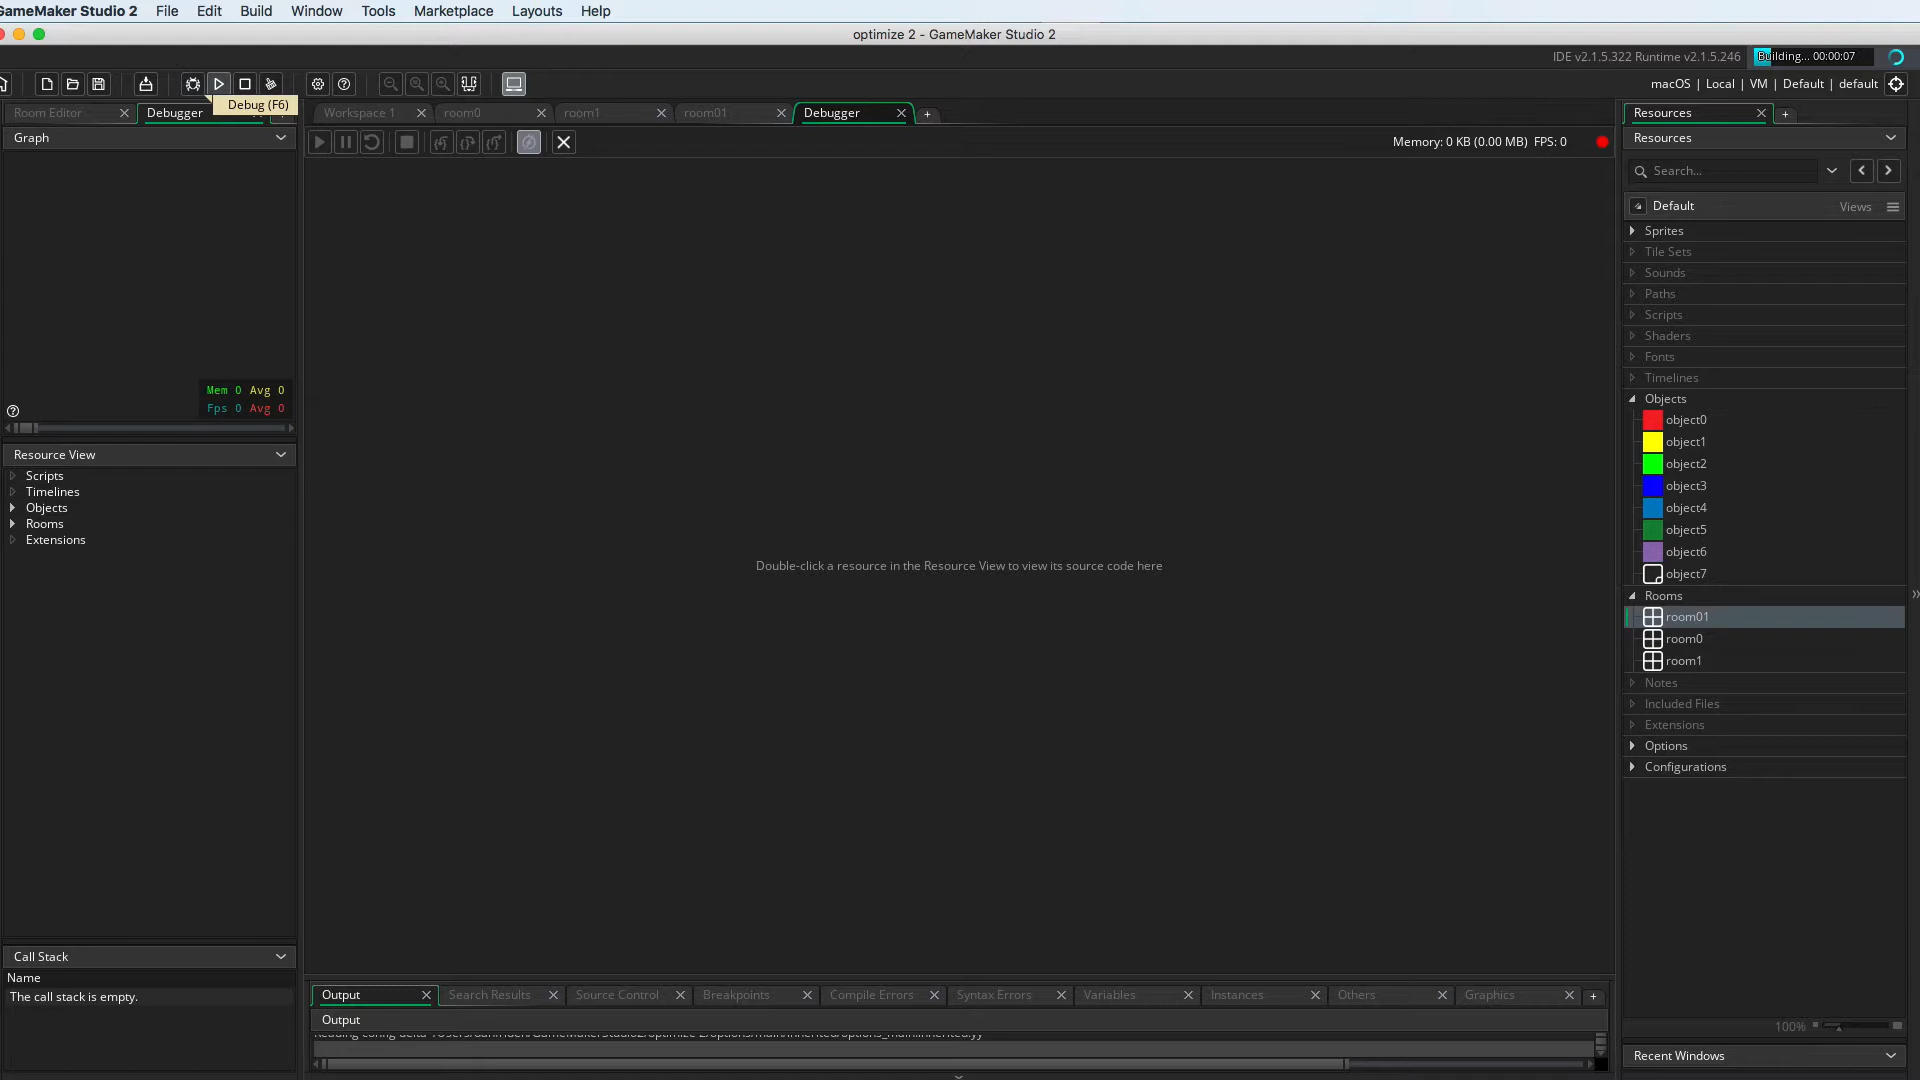 GameMaker Studio 2 File Edit Build Window Tools Marketplace Layouts Help
optimize 2 - GameMaker Studio 2
IDE v2.1.5.322 Runtime v2.1.5.246 Building... 00:00:07
macOS | Local | VM | Default | default
Debug (F6)
Room Editor Debugger Workspace 1 room0 room1 room01 Debugger Resources
Graph
Memory: 0 KB (0.00 MB) FPS: 0
Resources
Search...
Default Views
Sprites
Tile Sets
Sounds
Paths
Scripts
Shaders
Fonts
Timelines
Objects
object0
object1
object2
object3
object4
object5
object6
object7
Rooms
room01
room0
room1
Notes
Included Files
Extensions
Options
Configurations
Mem 0 Avg 0
Fps 0 Avg 0
Resource View
Scripts
Timelines
Objects
Rooms
Extensions
Double-click a resource in the Resource View to view its source code here
Call Stack
Name
The call stack is empty.
Output Search Results Source Control Breakpoints Compile Errors Syntax Errors Variables Instances Others Graphics
Output
100%
Recent Windows